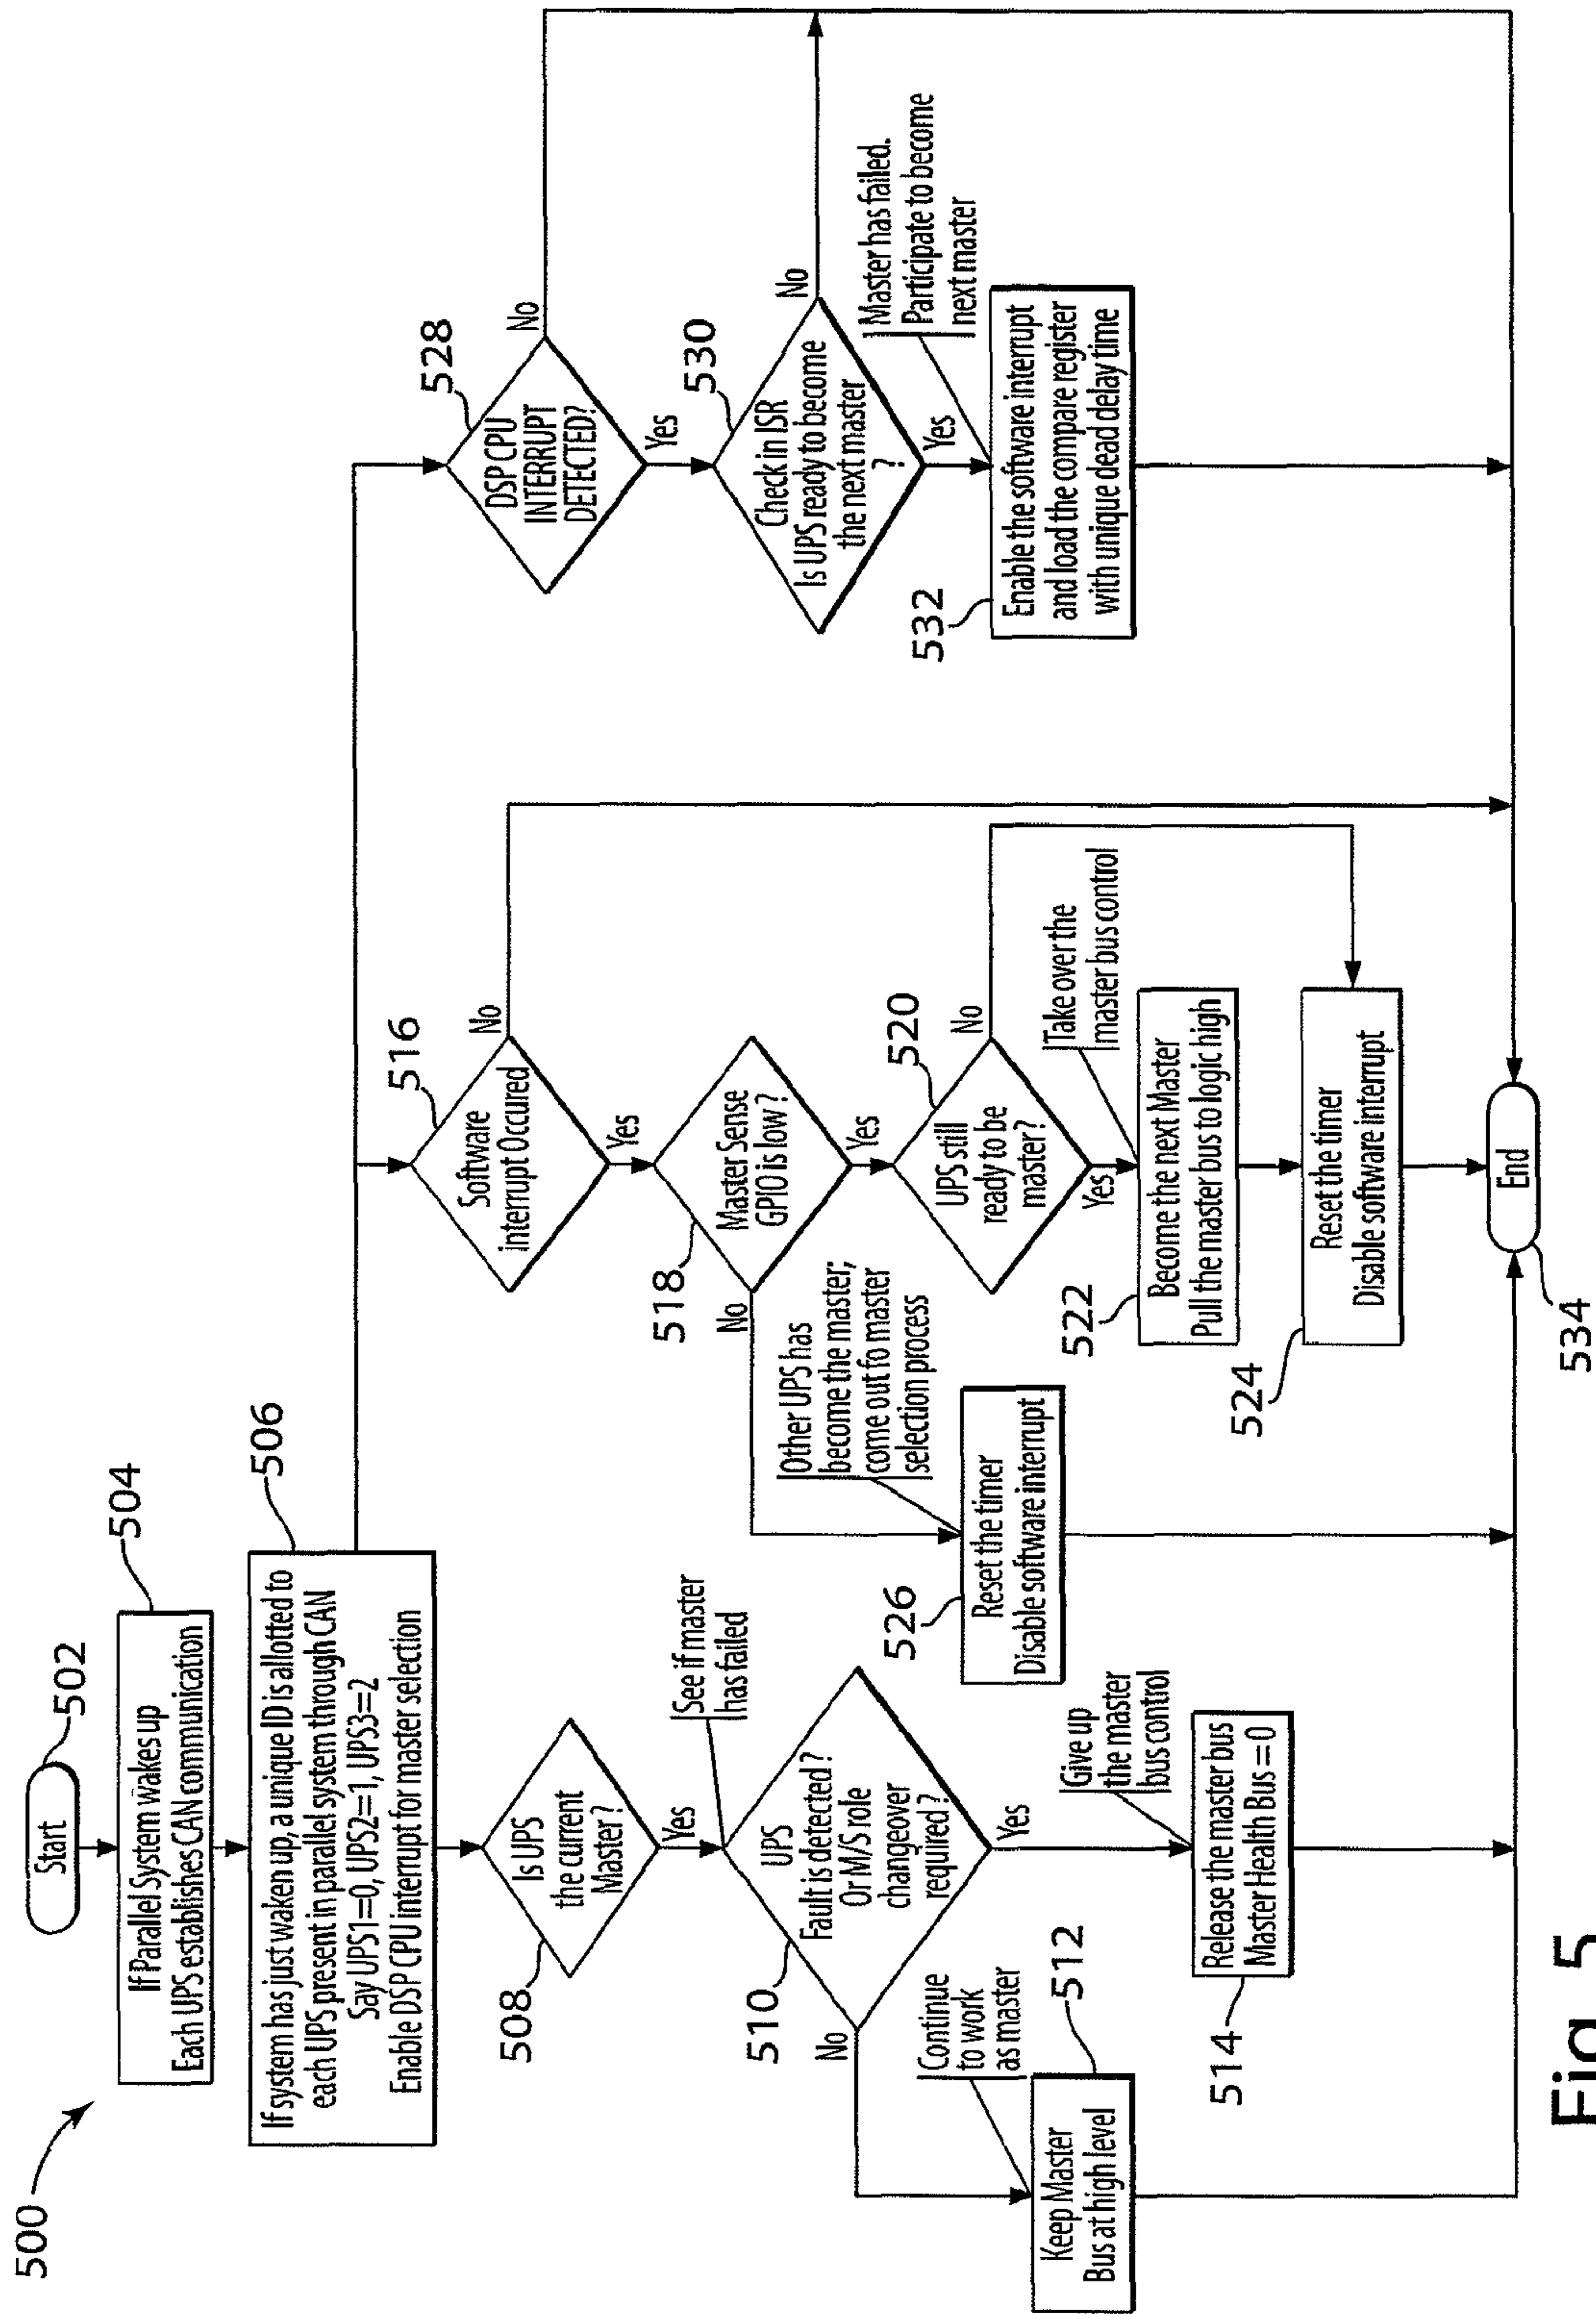 500
Start
502
If Parallel System wakes up
Each UPS establishes CAN communication
504
If system has just waken up, a unique ID is allotted to
each UPS present in parallel system through CAN
Say UPS1=0, UPS2=1, UPS3=2
Enable DSP CPU interrupt for master selection
506
Is UPS
the current
Master?
508
Yes
See if master
has failed
UPS
Fault is detected?
Or M/S role
changeover
required?
510
No
Yes
Continue
to work
as master
Keep Master
Bus at high level
512
Give up
the master
bus control
Release the master bus
Master Health Bus = 0
514
Software
interrupt Occured
516
No
Yes
Master Sense
GPIO is low?
518
No
Yes
Other UPS has
become the master;
come out fo master
selection process
Reset the timer
Disable software interrupt
526
UPS still
ready to be
master?
520
No
Yes
Take over the
master bus control
Become the next Master
Pull the master bus to logic high
522
Reset the timer
Disable software interrupt
524
DSP CPU
INTERRUPT
DETECTED?
528
No
Yes
Check in ISR
Is UPS ready to become
the next master
?
530
No
Yes
Master has failed.
Participate to become
next master
Enable the software interrupt
and load the compare register
with unique dead delay time
532
End
534
Fig. 5